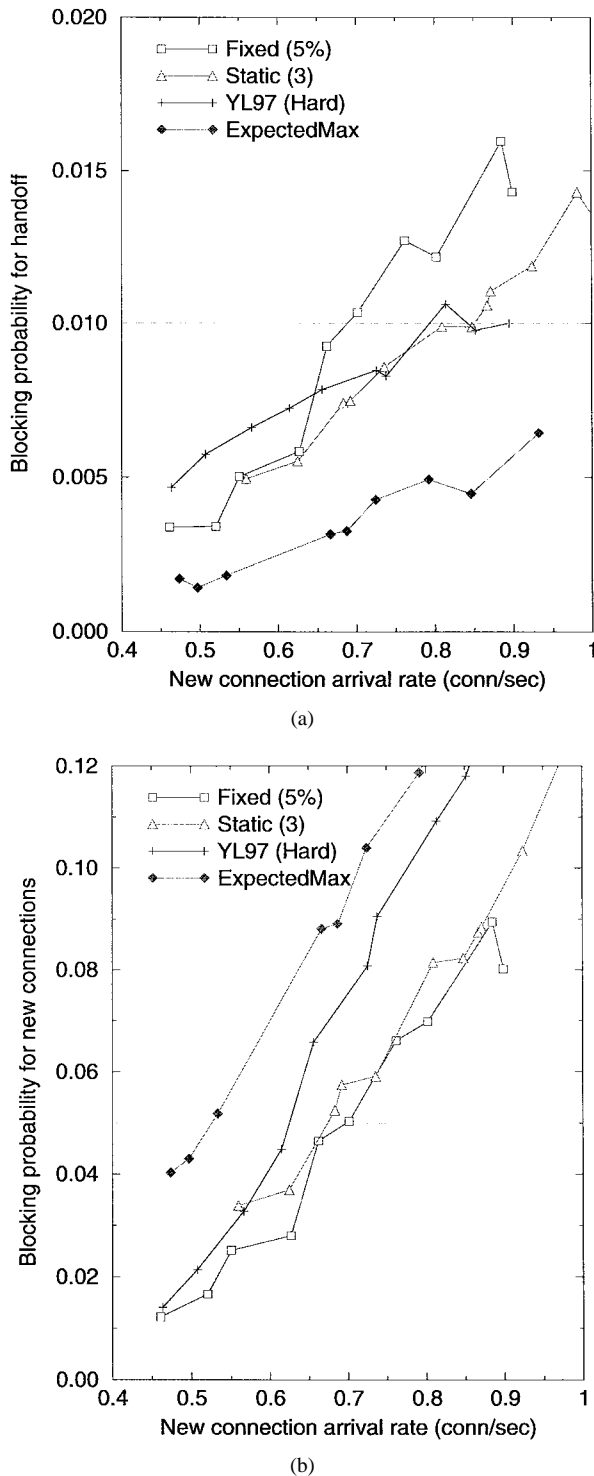 0.020
Fixed (5%)
Static (3)
YL97 (Hard)
ExpectedMax
0.015
0.010
0.005
0.000
Blocking probability for handoff
0.4 0.5 0.6 0.7 0.8 0.9 1
New connection arrival rate (conn/sec)
(a)
0.12
Fixed (5%)
Static (3)
YL97 (Hard)
ExpectedMax
0.10
0.08
0.06
0.04
0.02
0.00
Blocking probability for new connections
0.4 0.5 0.6 0.7 0.8 0.9 1
New connection arrival rate (conn/sec)
(b)